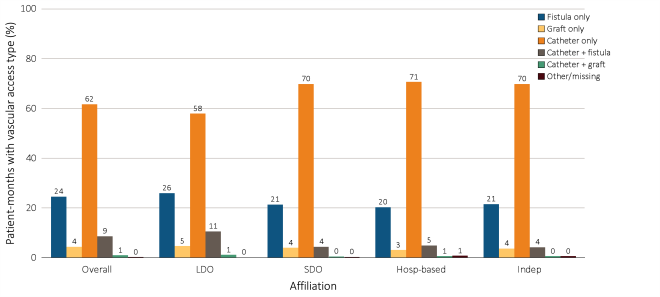 Patient-months with vascular access type (%)
100
80
60
40
20
0
Fistula only
Graft only
Catheter only
Catheter + fistula
Catheter + graft
Other/missing
24
4
62
9
1
0
26
5
58
11
1
0
21
4
70
4
0
0
20
3
71
5
1
1
21
4
70
4
0
0
Overall
LDO
SDO
Hosp-based
Indep
Affiliation